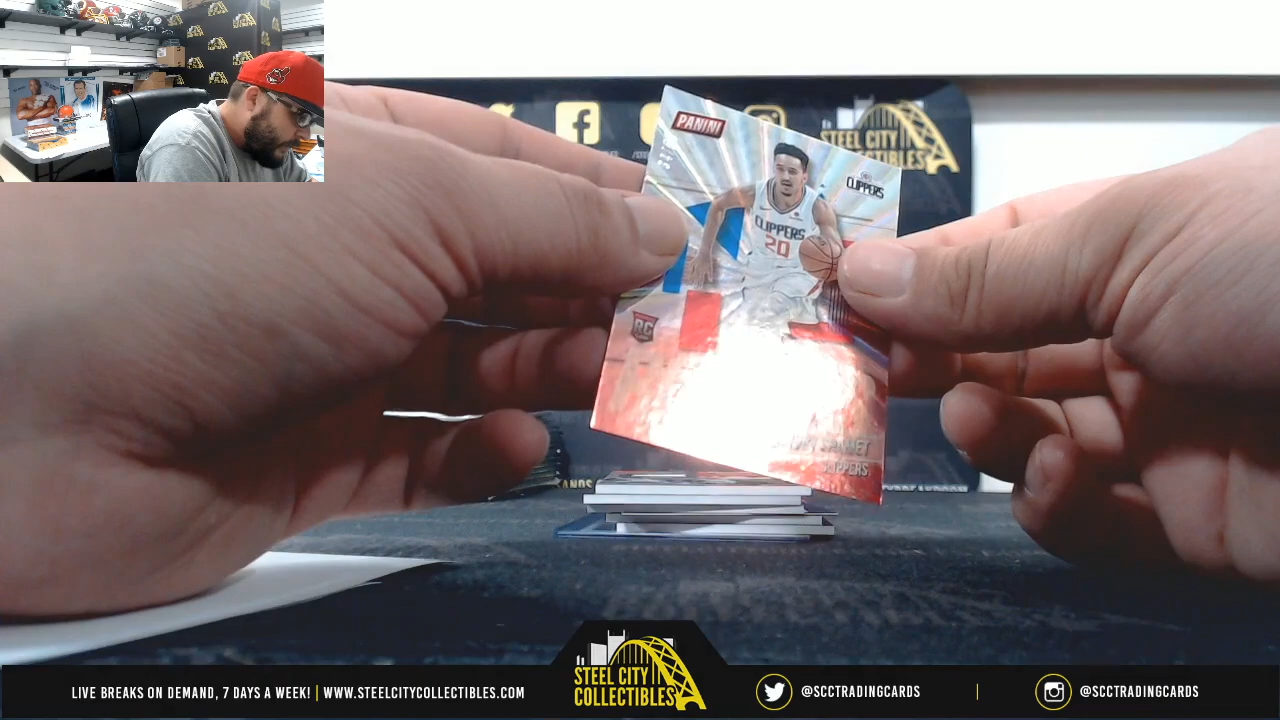 PANINI
CLIPPERS
CLIPPERS
20
RC
CLIPPERS
STEEL CITY
COLLECTIBLES
LIVE BREAKS ON DEMAND, 7 DAYS A WEEK! | WWW.STEELCITYCOLLECTIBLES.COM
STEEL CITY
COLLECTIBLES
@SCCTRADINGCARDS
@SCCTRADINGCARDS